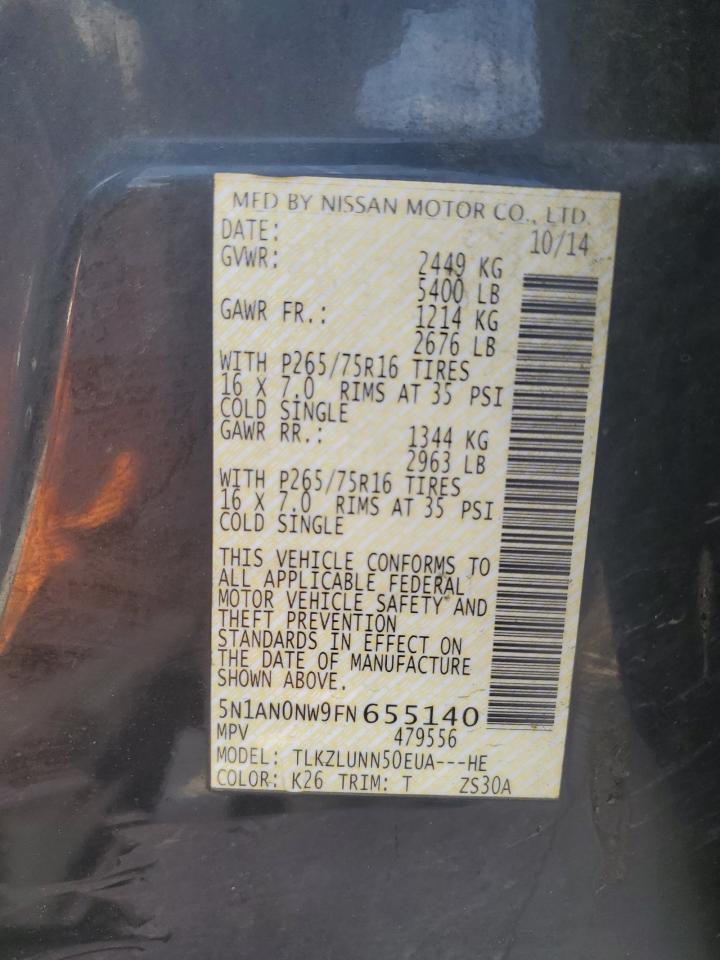 MFD BY NISSAN MOTOR CO., LTD.
DATE: 10/14
GVWR: 2449 KG
5400 LB
GAWR FR.: 1214 KG
2676 LB
WITH P265/75R16 TIRES
16 X 7.0 RIMS AT 35 PSI
COLD SINGLE
GAWR RR.: 1344 KG
2963 LB
WITH P265/75R16 TIRES
16 X 7.0 RIMS AT 35 PSI
COLD SINGLE
THIS VEHICLE CONFORMS TO
ALL APPLICABLE FEDERAL
MOTOR VEHICLE SAFETY AND
THEFT PREVENTION
STANDARDS IN EFFECT ON
THE DATE OF MANUFACTURE
SHOWN ABOVE.
5N1AN0NW9FN655140
MPV 479556
MODEL: TLKZLUNN50EUA---HE
COLOR: K26 TRIM: T ZS30A